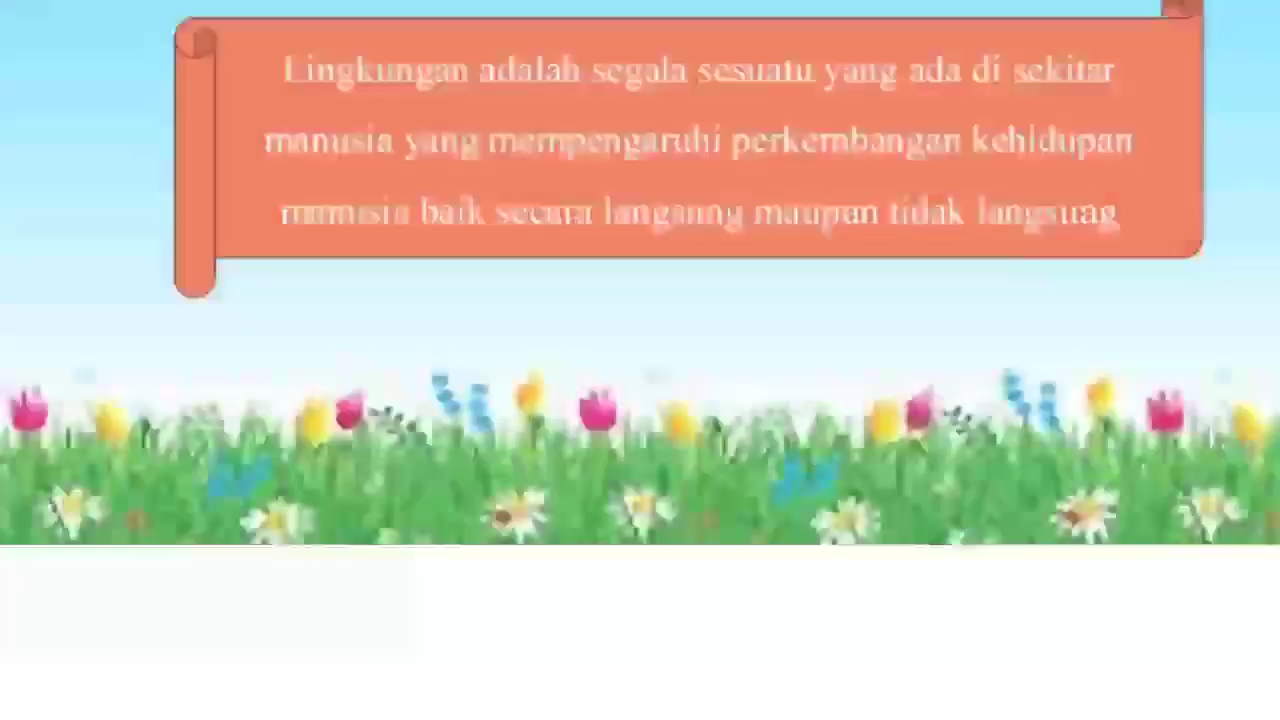 Lingkungan adalah segala sesuatu yang ada di sekitar
manusia yang mempengaruhi perkembangan kehidupan
manusia baik secara langsung maupun tidak langsung